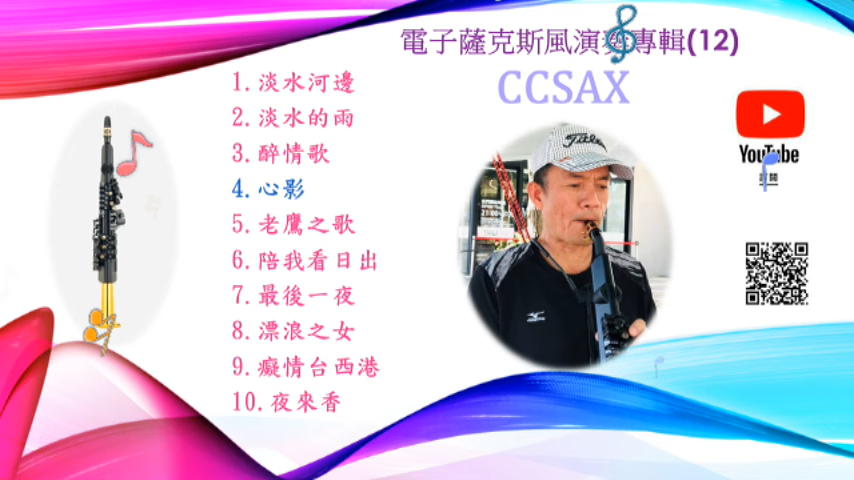 電子薩克斯風演奏專輯(12)
CCSAX
1.淡水河邊
2.淡水的雨
3.醉情歌
4.心影
5.老鷹之歌
6.陪我看日出
7.最後一夜
8.漂浪之女
9.癡情台西港
10.夜來香
Titleist
YouTube
MIZUNO